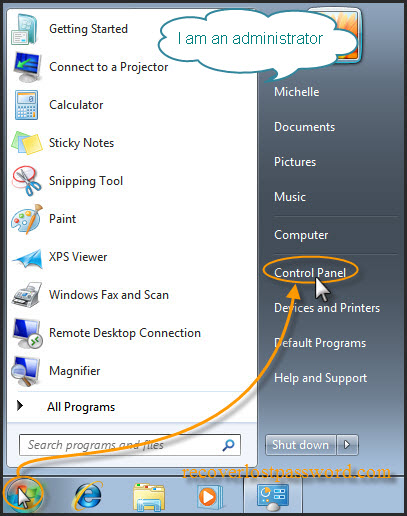 I am an administrator
Getting Started
Connect to a Projector
Calculator
Sticky Notes
Snipping Tool
Paint
XPS Viewer
Windows Fax and Scan
Remote Desktop Connection
Magnifier
All Programs
Search programs and files
Michelle
Documents
Pictures
Music
Computer
Control Panel
Devices and Printers
Default Programs
Help and Support
Shut down
recoverlostpassword.com